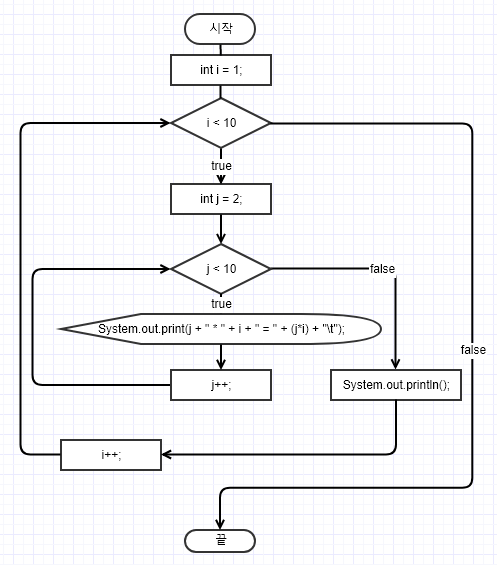 시작
int i = 1;
i < 10
true
int j = 2;
j < 10
false
true
System.out.print(j + " * " + i + " = " + (j*i) + "\t");
false
j++;
System.out.println();
i++;
끝